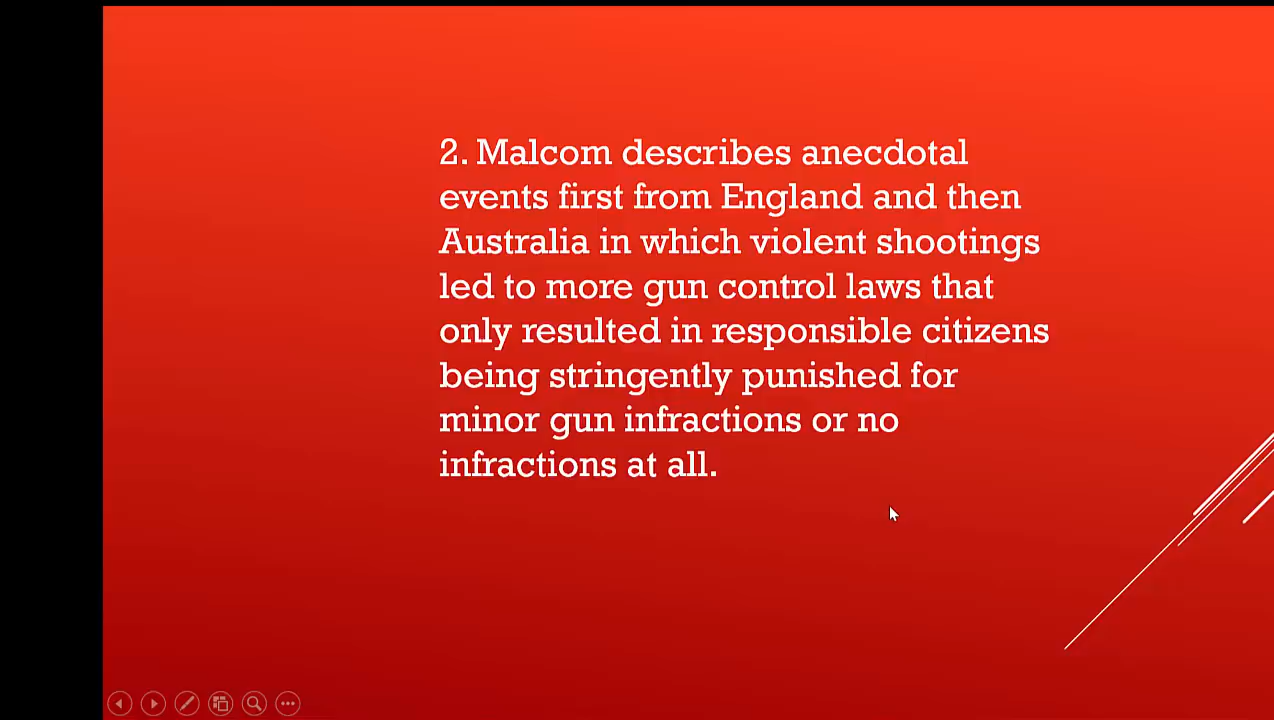 2. Malcom describes anecdotal
events first from England and then
Australia in which violent shootings
led to more gun control laws that
only resulted in responsible citizens
being stringently punished for
minor gun infractions or no
infractions at all.